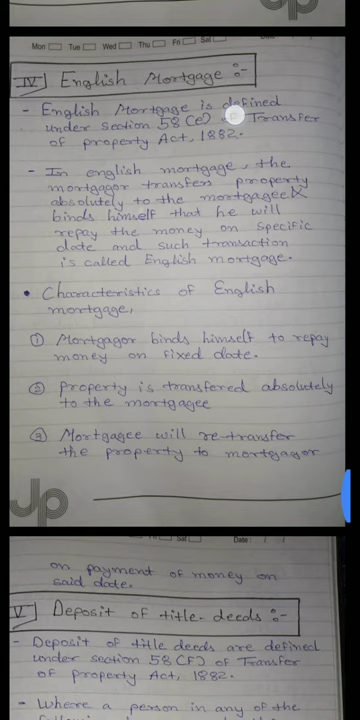 JP
Mon Tue Wed Thu Fri Sat
IV English Mortgage :-
- English Mortgage is defined
under section 58 (e) Transfer
of property Act, 1882.
- In english mortgage, the
mortgagor transfers property
absolutely to the mortgagee &
binds himself that he will
repay the money on specific
date and such transaction
is called English mortgage.
• Characteristics of English
mortgage,
① Mortgagor binds himself to repay
money on fixed date.
② Property is transfered absolutely
to the mortgagee
③ Mortgagee will re-transfer
the property to mortgagor
JP
Sat Date : / /
on payment of money on
said date.
V Deposit of title deeds :-
- Deposit of title deeds are defined
under section 58 (F) of Transfer
of property Act, 1882.
- Where a person in any of the